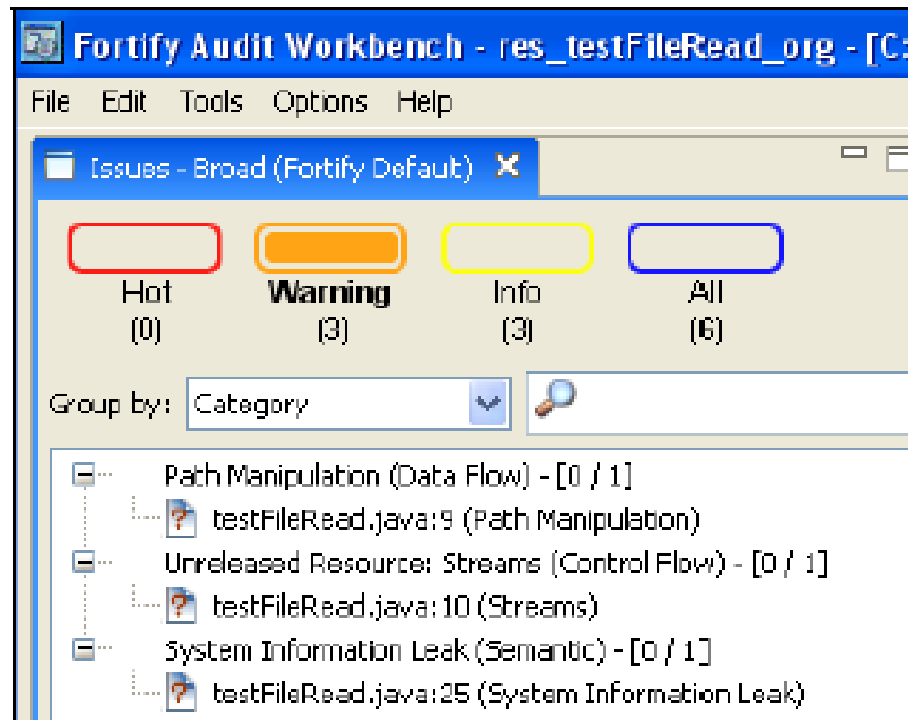 Fortify Audit Workbench - res_testFileRead_org - [C:
File Edit Tools Options Help
Issues - Broad (Fortify Default)
Hot Warning Info All
(0) (3) (3) (6)
Group by: Category
Path Manipulation (Data Flow) - [0 / 1]
testFileRead.java:9 (Path Manipulation)
Unreleased Resource: Streams (Control Flow) - [0 / 1]
testFileRead.java:10 (Streams)
System Information Leak (Semantic) - [0 / 1]
testFileRead.java:25 (System Information Leak)